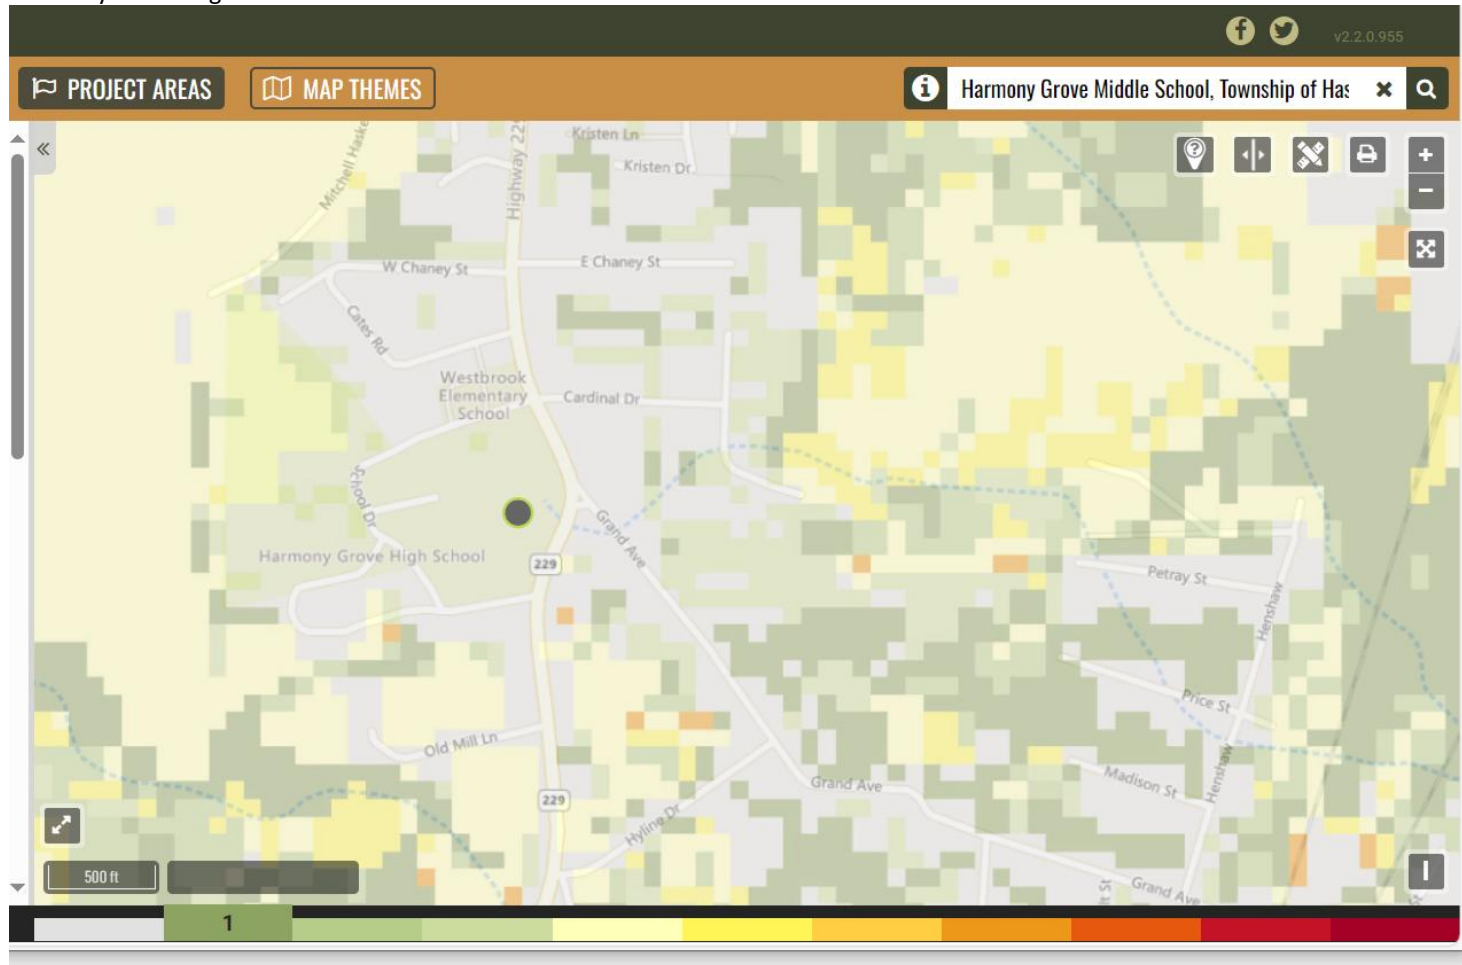 v2.2.0.955
PROJECT AREAS
MAP THEMES
Harmony Grove Middle School, Township of Has
Kristen Ln
Kristen Dr
Mitchell Haske
Highway 229
W Chaney St
E Chaney St
Cates Rd
Westbrook
Elementary
School
Cardinal Dr
School Dr
Grand Ave
Harmony Grove High School
229
Petray St
Henshaw
Price St
Old Mill Ln
Madison St
Henshaw
Grand Ave
229
Hyline Dr
500 ft
lt St
Grand Ave
1